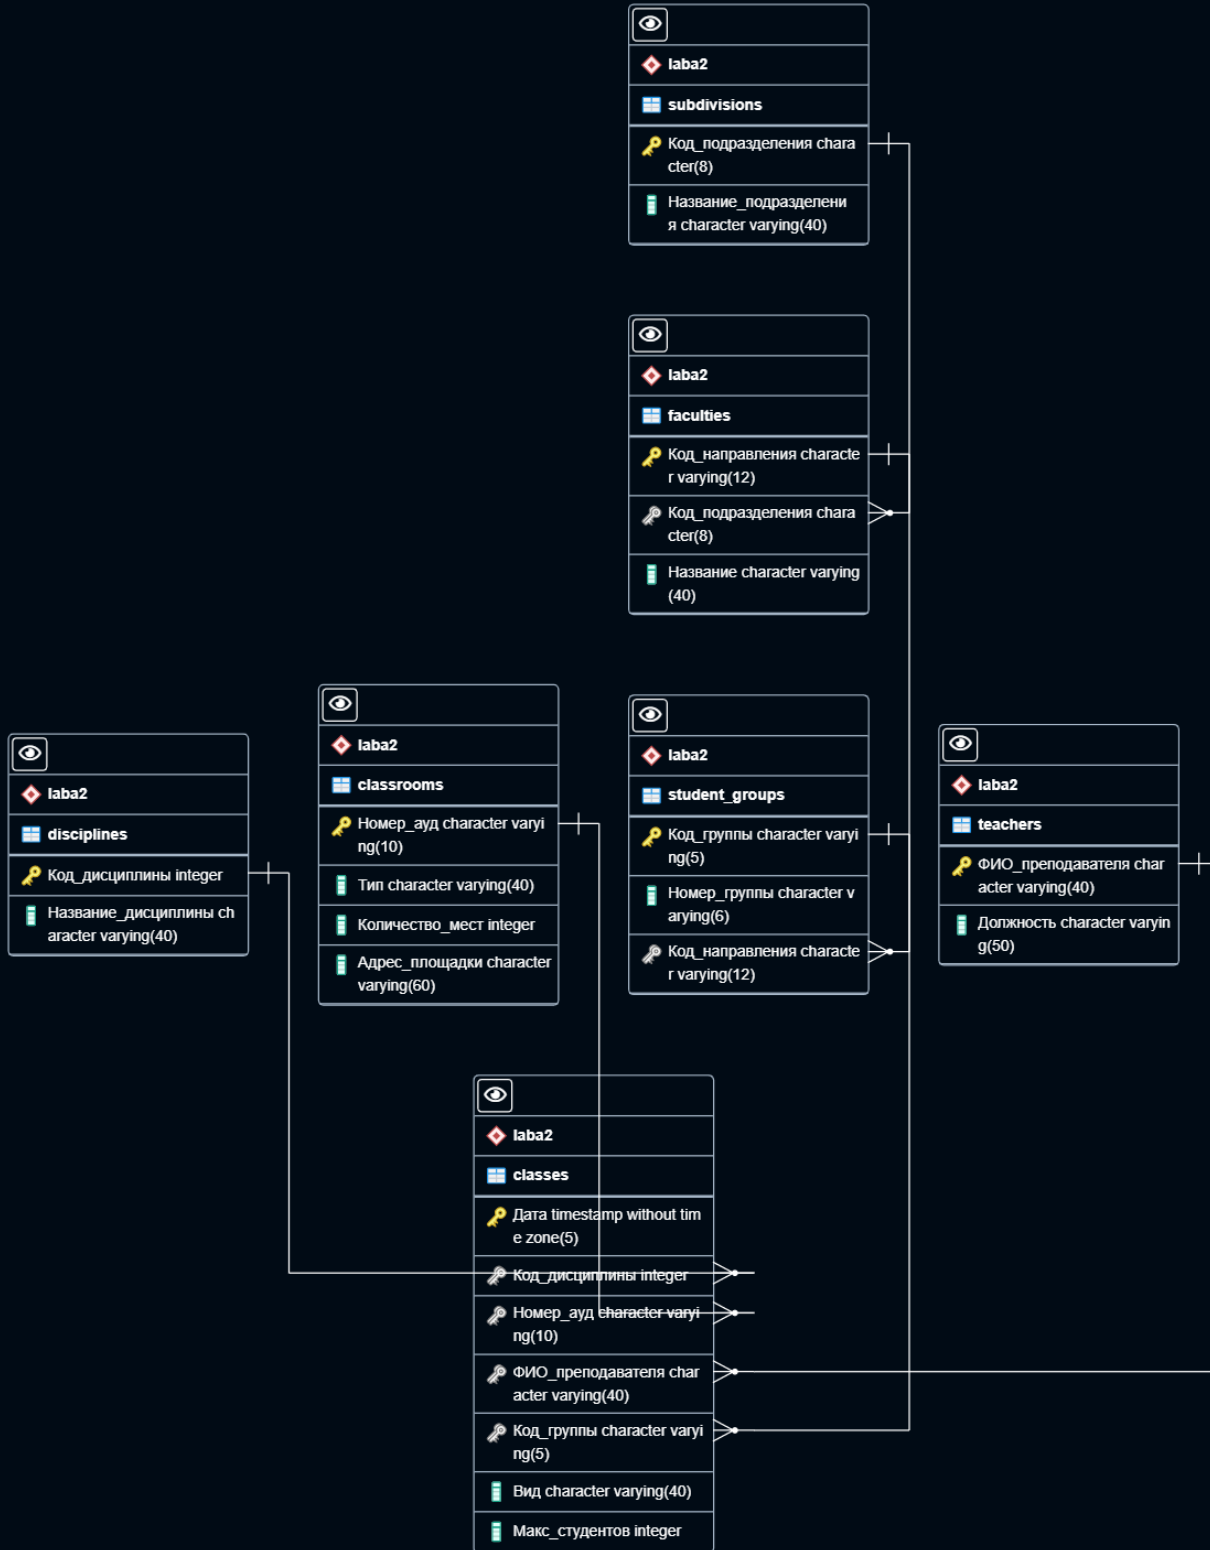 laba2
subdivisions
Код_подразделения chara
cter(8)
Название_подразделени
я character varying(40)
laba2
faculties
Код_направления characte
r varying(12)
Код_подразделения chara
cter(8)
Название character varying
(40)
laba2
disciplines
Код_дисциплины integer
Название_дисциплины ch
aracter varying(40)
laba2
classrooms
Номер_ауд character varyi
ng(10)
Тип character varying(40)
Количество_мест integer
Адрес_площадки character
varying(60)
laba2
student_groups
Код_группы character varyi
ng(5)
Номер_группы character v
arying(6)
Код_направления characte
r varying(12)
laba2
teachers
ФИО_преподавателя char
acter varying(40)
Должность character varyin
g(50)
laba2
classes
Дата timestamp without tim
e zone(5)
Код_дисциплины integer
Номер_ауд character varyi
ng(10)
ФИО_преподавателя char
acter varying(40)
Код_группы character varyi
ng(5)
Вид character varying(40)
Макс_студентов integer